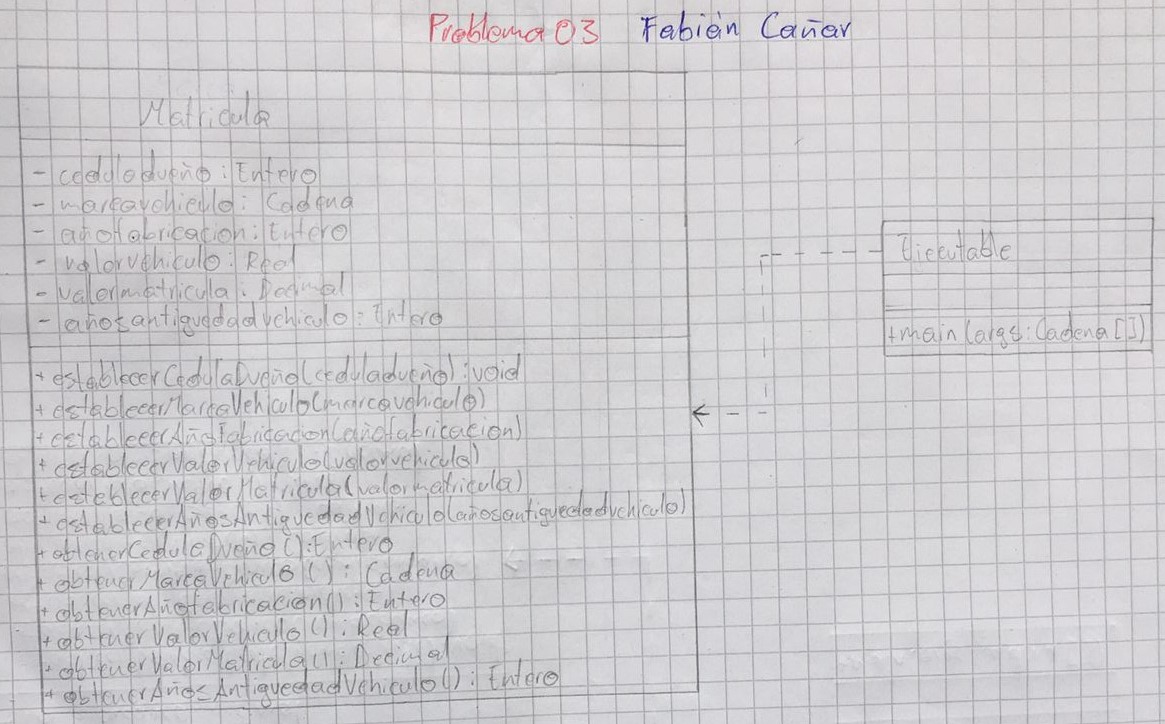 Problema 03 Fabián Cañar
Matricula
- ceduladueño : Entero
- marcavehiculo : Cadena
- añofabricacion : Entero
- valorvehiculo : Real
- valormatricula : Decimal
- añosantiguedadvehiculo : Entero
+ establecerCedulaDueño(ceduladueño) : void
+ establecerMarcaVehiculo(marcavehiculo)
+ establecerAñoFabricacion(añofabricacion)
+ establecerValorVehiculo(valorvehiculo)
+ establecerValorMatricula(valormatricula)
+ establecerAñosAntiguedadVehiculo(añosantiguedadvehiculo)
+ obtenerCedulaDueño() : Entero
+ obtenerMarcaVehiculo() : Cadena
+ obtenerAñofabricacion() : Entero
+ obtenerValorVehiculo() : Real
+ obtenerValorMatricula() : Decimal
+ obtenerAñosAntiguedadVehiculo() : Entero
Ejecutable
+main(args : Cadena[])